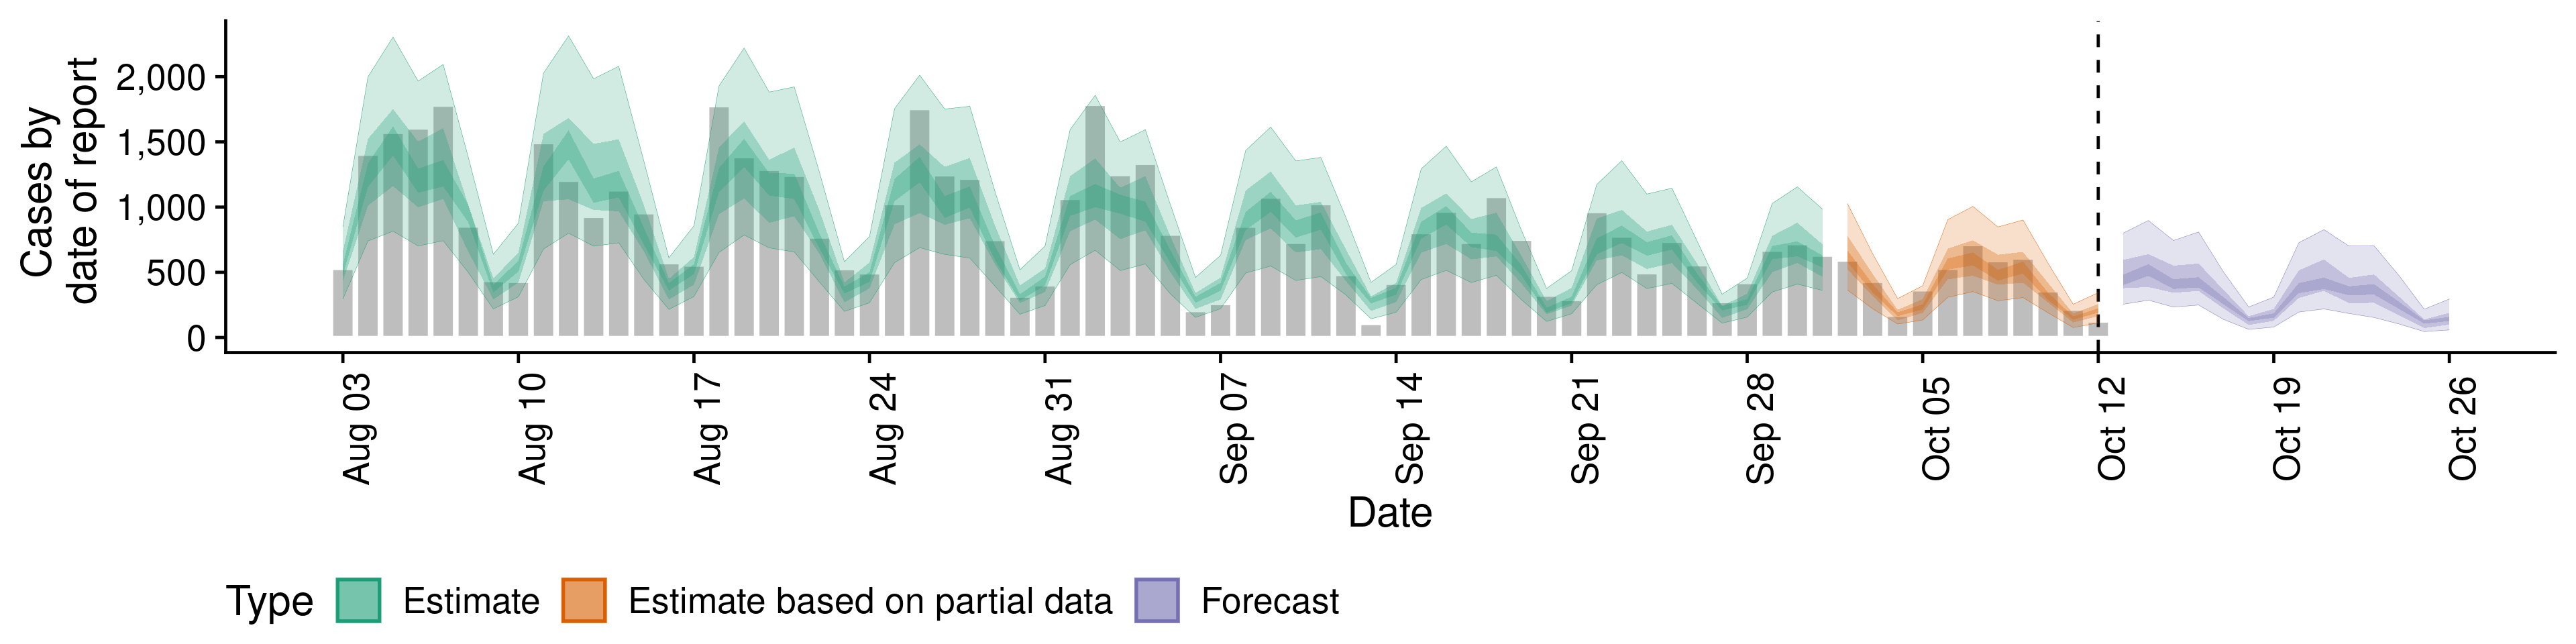 Cases by
date of report
2,000
1,500
1,000
500
0
Aug 03
Aug 10
Aug 17
Aug 24
Aug 31
Sep 07
Sep 14
Sep 21
Sep 28
Oct 05
Oct 12
Oct 19
Oct 26
Date
Type
Estimate
Estimate based on partial data
Forecast